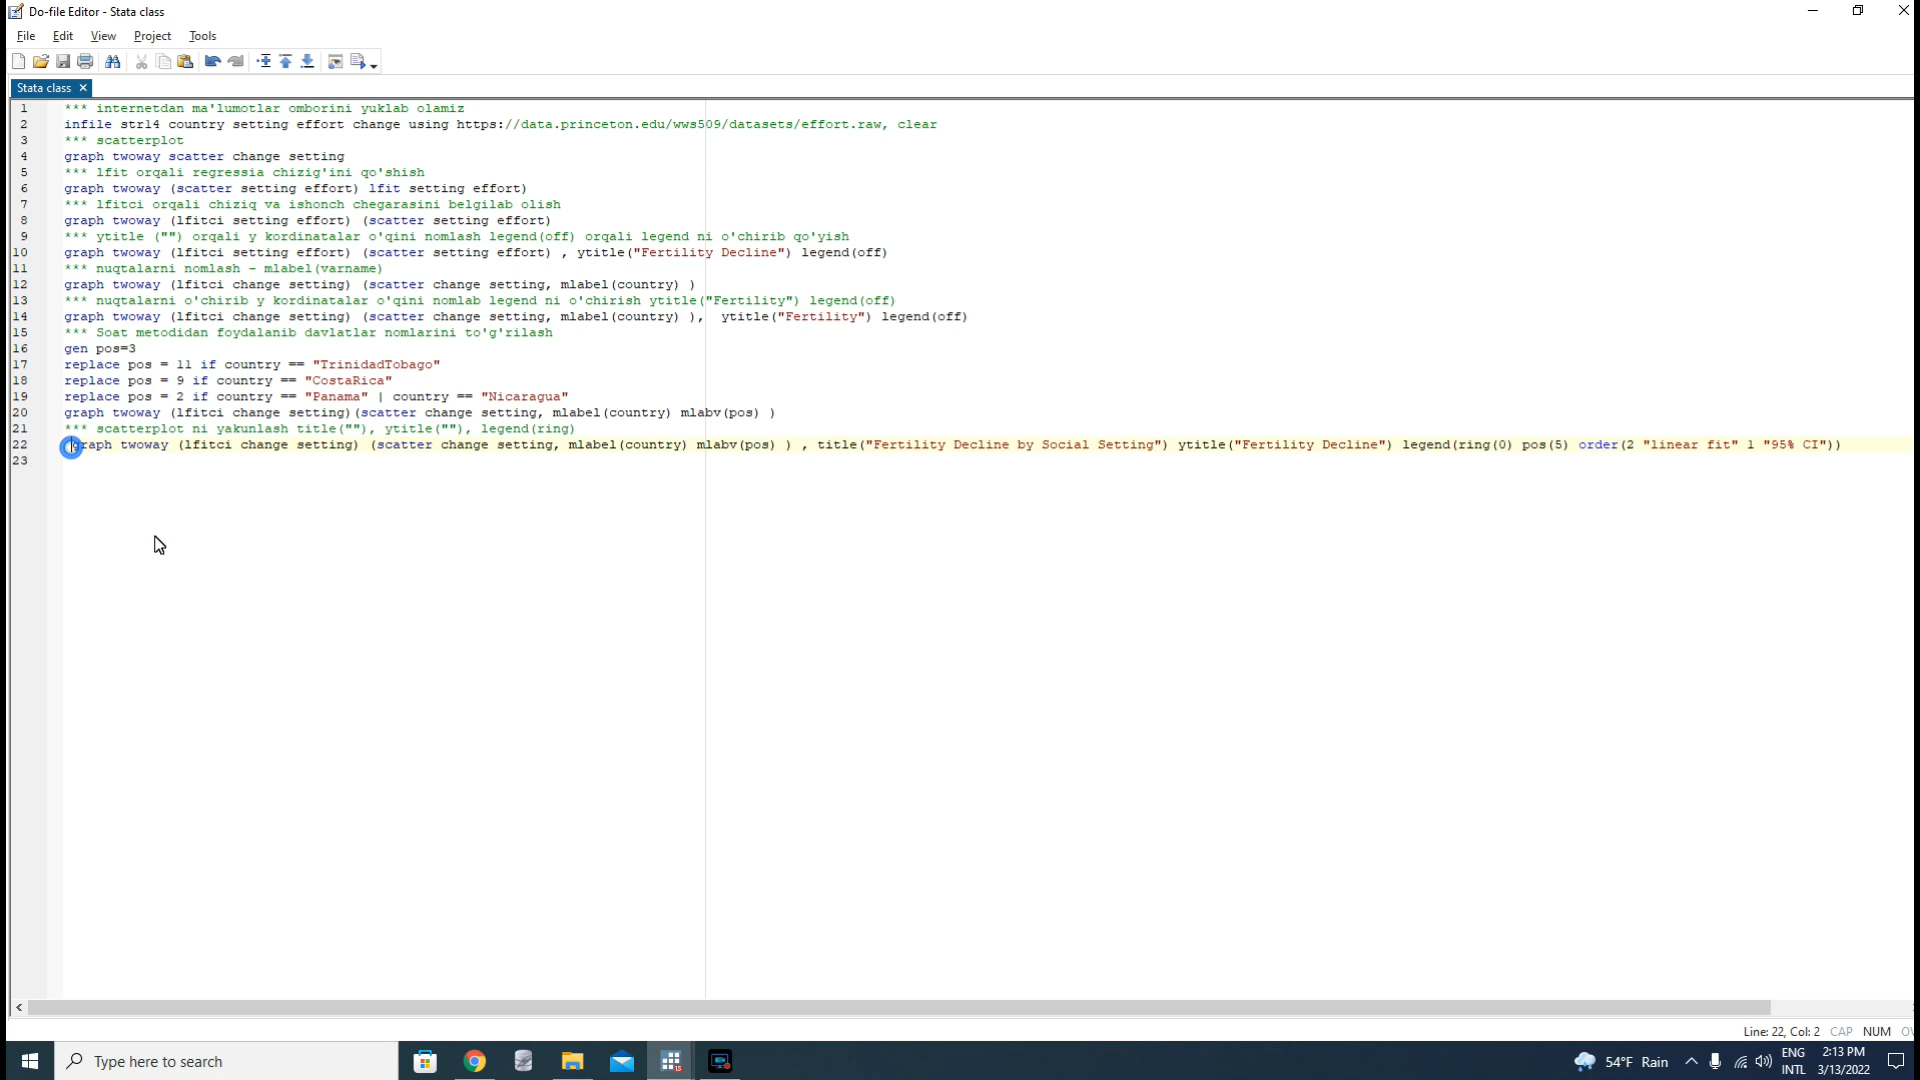 Do-file Editor - Stata class
File Edit View Project Tools
Stata class ×
1 *** internetdan ma'lumotlar omborini yuklab olamiz
2 infile str14 country setting effort change using https://data.princeton.edu/wws509/datasets/effort.raw, clear
3 *** scatterplot
4 graph twoway scatter change setting
5 *** lfit orqali regressia chizig'ini qo'shish
6 graph twoway (scatter setting effort) lfit setting effort)
7 *** lfitci orqali chiziq va ishonch chegarasini belgilab olish
8 graph twoway (lfitci setting effort) (scatter setting effort)
9 *** ytitle ("") orqali y kordinatalar o'qini nomlash legend(off) orqali legend ni o'chirib qo'yish
10 graph twoway (lfitci setting effort) (scatter setting effort) , ytitle("Fertility Decline") legend(off)
11 *** nuqtalarni nomlash - mlabel(varname)
12 graph twoway (lfitci change setting) (scatter change setting, mlabel(country) )
13 *** nuqtalarni o'chirib y kordinatalar o'qini nomlab legend ni o'chirish ytitle("Fertility") legend(off)
14 graph twoway (lfitci change setting) (scatter change setting, mlabel(country) ),  ytitle("Fertility") legend(off)
15 *** Soat metodidan foydalanib davlatlar nomlarini to'g'rilash
16 gen pos=3
17 replace pos = 11 if country == "TrinidadTobago"
18 replace pos = 9 if country == "CostaRica"
19 replace pos = 2 if country == "Panama" | country == "Nicaragua"
20 graph twoway (lfitci change setting)(scatter change setting, mlabel(country) mlabv(pos) )
21 *** scatterplot ni yakunlash title(""), ytitle(""), legend(ring)
22 graph twoway (lfitci change setting) (scatter change setting, mlabel(country) mlabv(pos) ) , title("Fertility Decline by Social Setting") ytitle("Fertility Decline") legend(ring(0) pos(5) order(2 "linear fit" 1 "95% CI"))
23
Line: 22, Col: 2 CAP NUM
Type here to search
54°F Rain
ENG
INTL
2:13 PM
3/13/2022